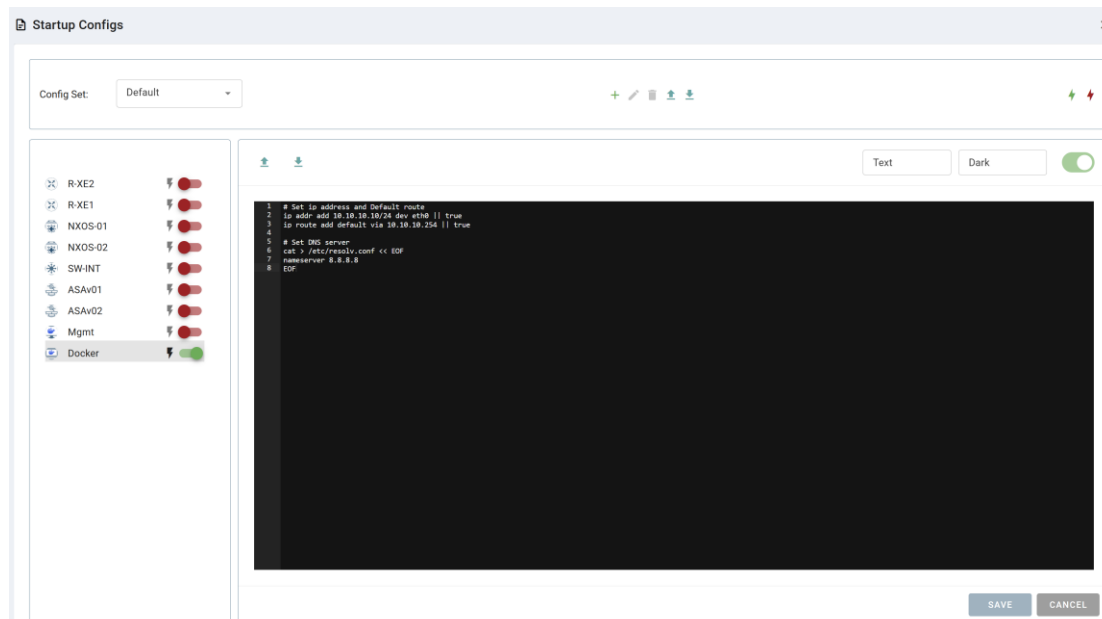 Startup Configs
Config Set:
Default
R-XE2
R-XE1
NXOS-01
NXOS-02
SW-INT
ASAv01
ASAv02
Mgmt
Docker
Text
Dark
1 # Set ip address and Default route
2 ip addr add 10.10.10.10/24 dev eth0 || true
3 ip route add default via 10.10.10.254 || true
4
5 # Set DNS server
6 cat > /etc/resolv.conf << EOF
7 nameserver 8.8.8.8
8 EOF
SAVE
CANCEL